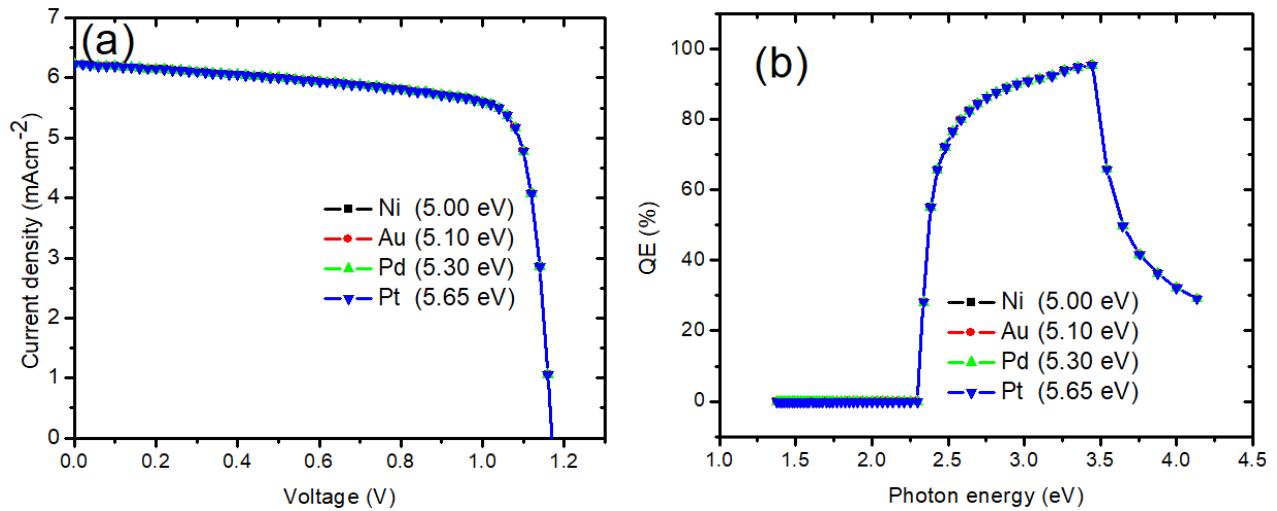 (a)
7
6
5
4
3
2
1
0
Current density (mAcm⁻²)
Ni (5.00 eV)
Au (5.10 eV)
Pd (5.30 eV)
Pt (5.65 eV)
0.0 0.2 0.4 0.6 0.8 1.0 1.2
Voltage (V)
(b)
100
80
60
40
20
0
QE (%)
Ni (5.00 eV)
Au (5.10 eV)
Pd (5.30 eV)
Pt (5.65 eV)
1.0 1.5 2.0 2.5 3.0 3.5 4.0 4.5
Photon energy (eV)